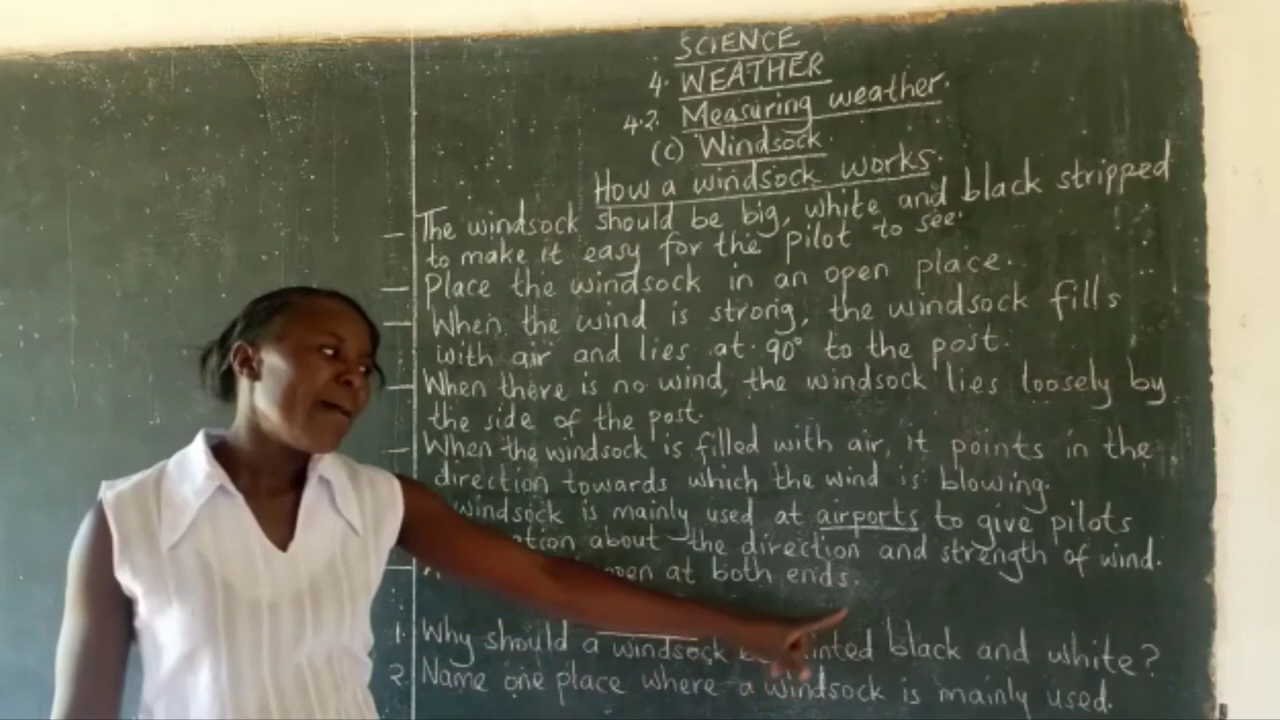 SCIENCE
4. WEATHER
4.2. Measuring weather.
(c) Windsock.
How a windsock works.
— The windsock should be big, white and black stripped
to make it easy for the pilot to see.
— Place the windsock in an open place.
— When the wind is strong, the windsock fills
with air and lies at 90° to the post.
— When there is no wind, the windsock lies loosely by
the side of the post.
— When the windsock is filled with air, it points in the
direction towards which the wind is blowing.
windsock is mainly used at airports to give pilots
about the direction and strength of wind.
— at both ends.
1. Why should a windsock black and white?
2. Name one place where a windsock is mainly used.